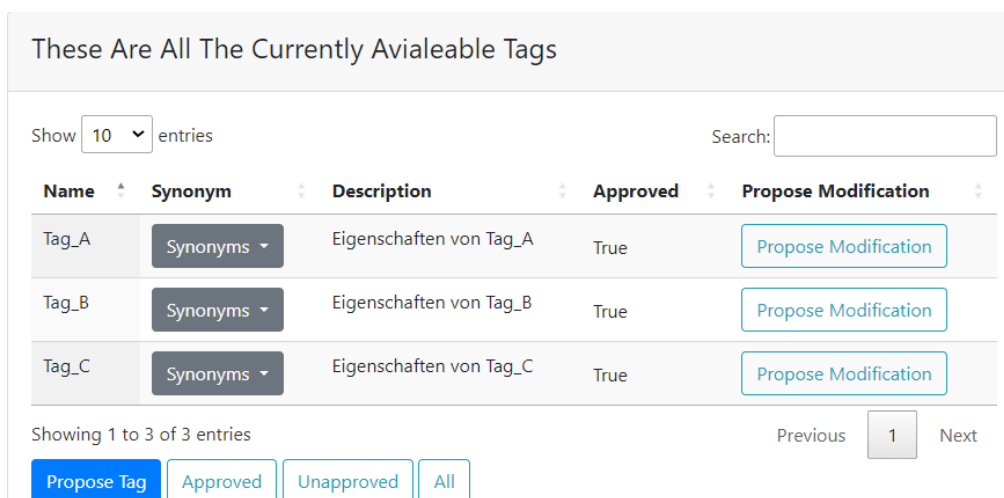 These Are All The Currently Avialeable Tags
Show 10 entries Search:
Name Synonym Description Approved Propose Modification
Tag_A Synonyms Eigenschaften von Tag_A True Propose Modification
Tag_B Synonyms Eigenschaften von Tag_B True Propose Modification
Tag_C Synonyms Eigenschaften von Tag_C True Propose Modification
Showing 1 to 3 of 3 entries Previous 1 Next
Propose Tag Approved Unapproved All